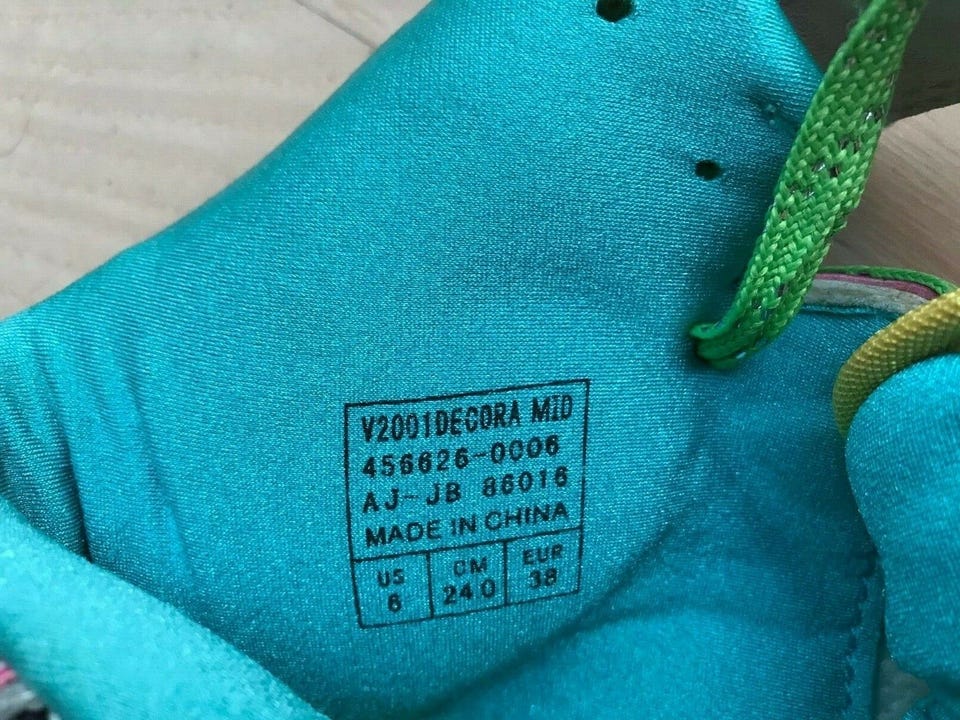 V2001DECORA MID
456626-0006
AJ-JB 86016
MADE IN CHINA
US CM EUR
6 24 0 38